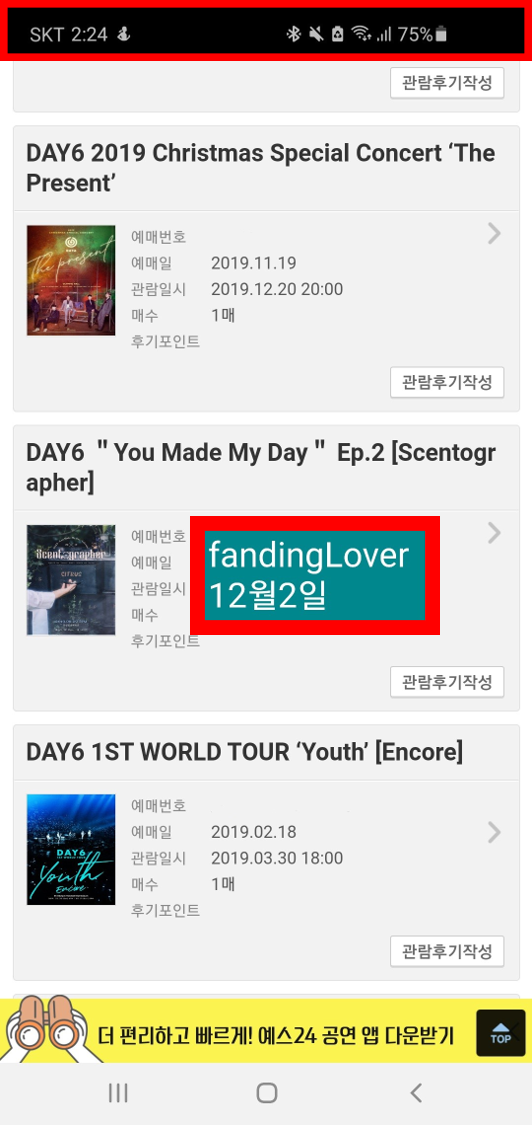 SKT 2:24
75%
관람후기작성
DAY6 2019 Christmas Special Concert ‘The
Present’
The present
예매번호
예매일 2019.11.19
관람일시 2019.12.20 20:00
매수 1매
후기포인트
관람후기작성
DAY6 ＂You Made My Day＂ Ep.2 [Scentogr
apher]
Scentographer
예매번호
예매일
관람일시
매수
후기포인트
fandingLover
12월2일
관람후기작성
DAY6 1ST WORLD TOUR ‘Youth’ [Encore]
DAY6
Youth
Encore
예매번호
예매일 2019.02.18
관람일시 2019.03.30 18:00
매수 1매
후기포인트
관람후기작성
더 편리하고 빠르게! 예스24 공연 앱 다운받기
TOP